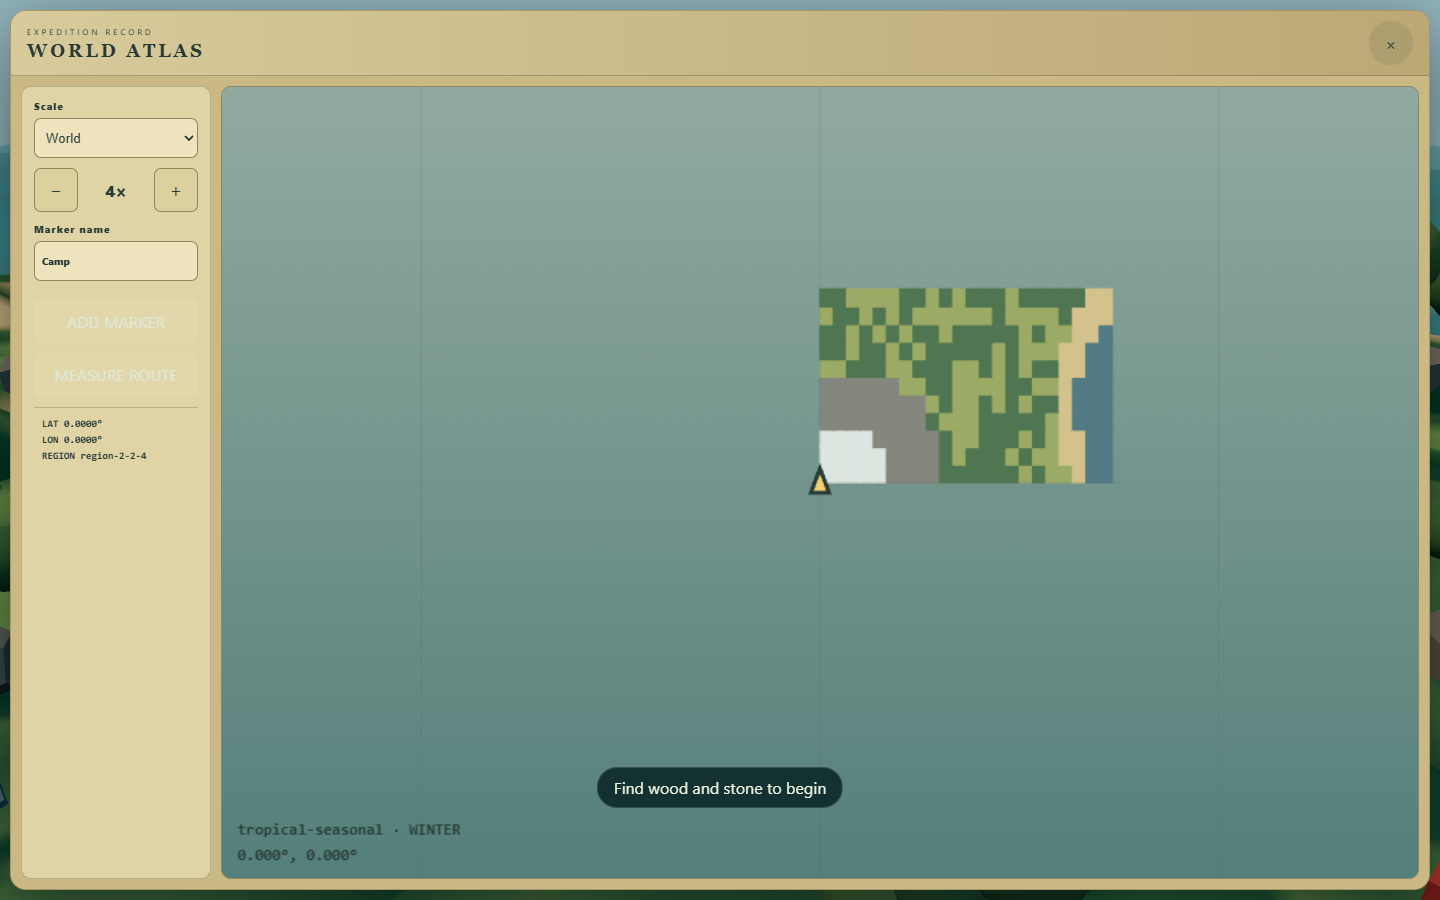 EXPEDITION RECORD
WORLD ATLAS
×
Scale
World
−
4×
+
Marker name
Camp
ADD MARKER
MEASURE ROUTE
LAT 0.0000°
LON 0.0000°
REGION region-2-2-4
Find wood and stone to begin
tropical-seasonal · WINTER
0.000°, 0.000°